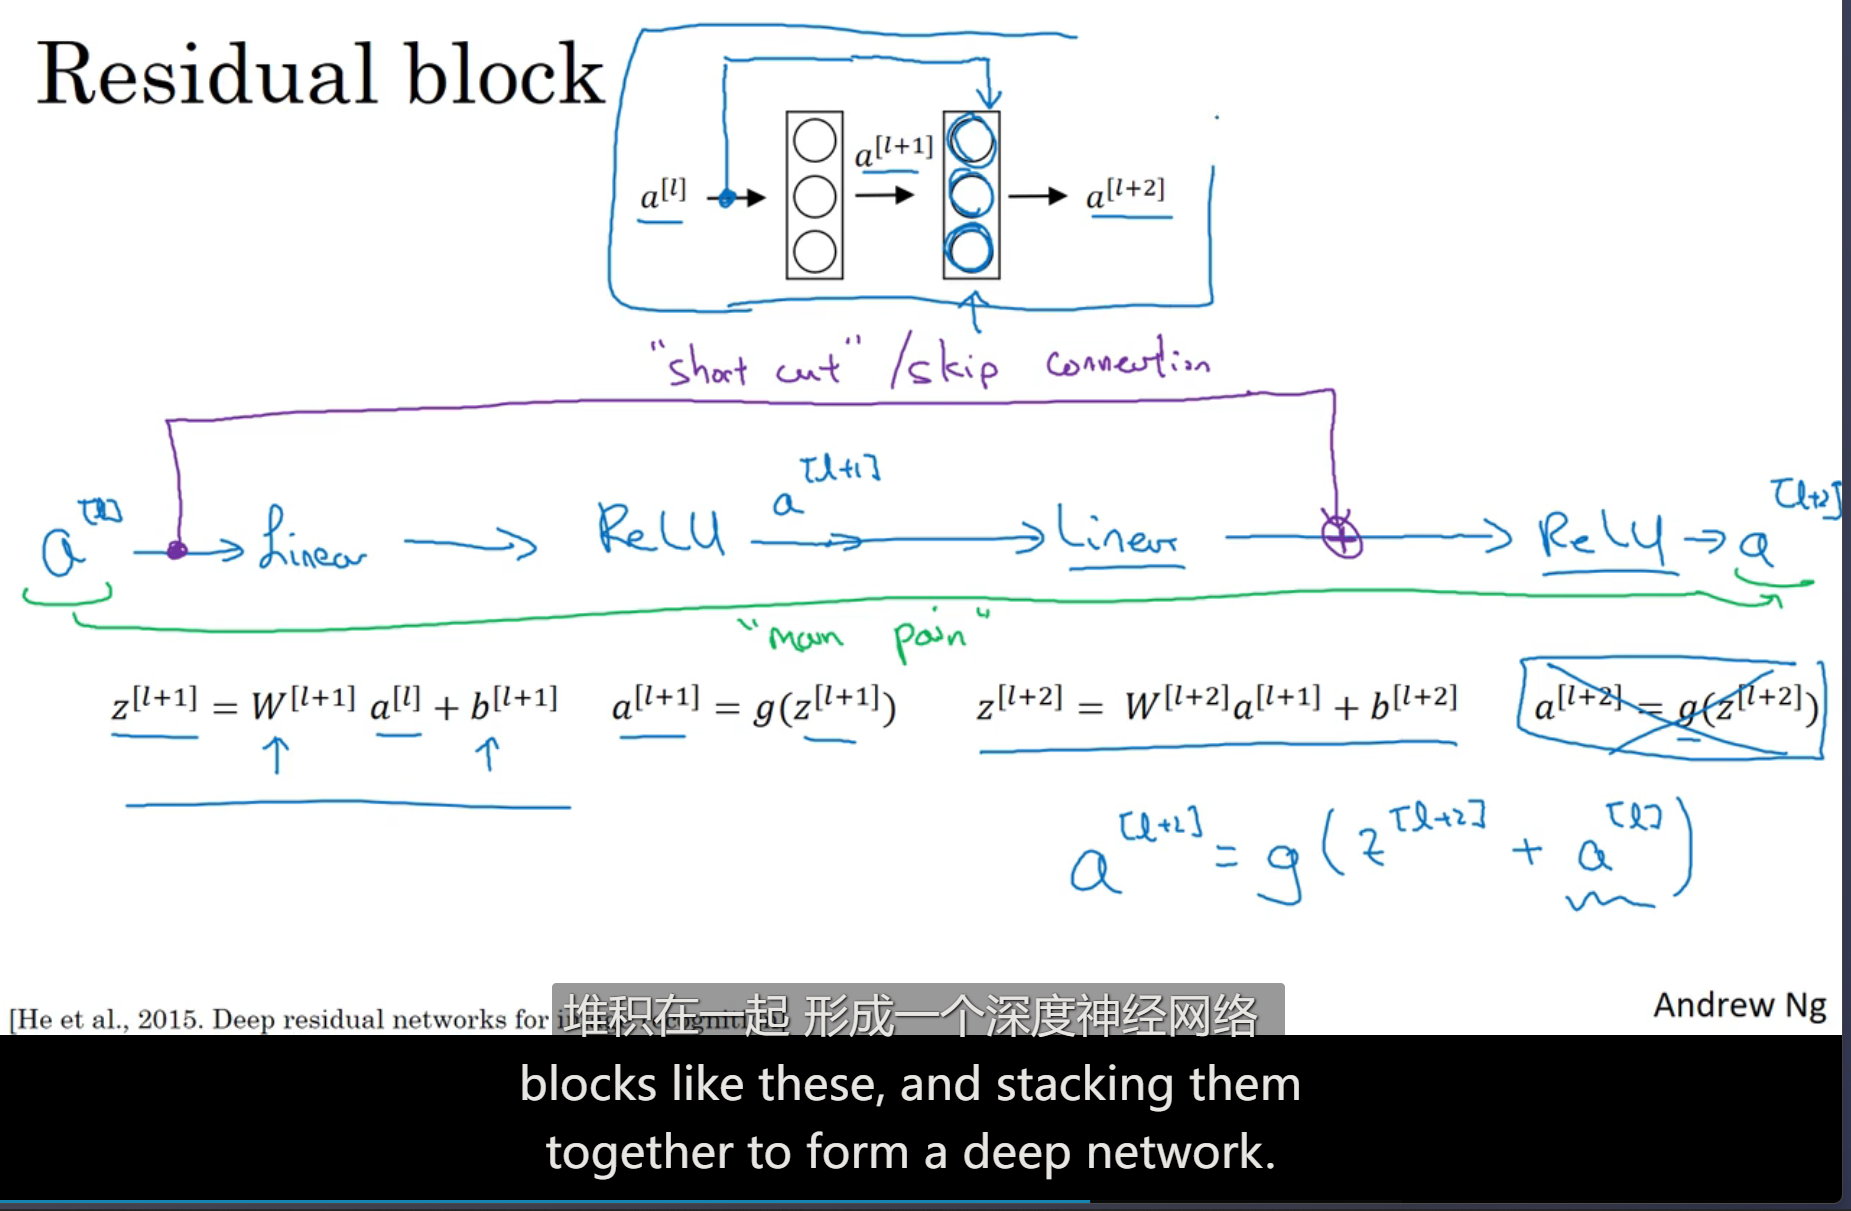 Residual block
a^{[l]}
a^{[l+1]}
a^{[l+2]}
"short cut" / skip connection
a^{[l]} → Linear → ReLU a^{[l+1]} → Linear → ⊕ → ReLU → a^{[l+2]}
"main path"
z^{[l+1]} = W^{[l+1]} a^{[l]} + b^{[l+1]} a^{[l+1]} = g(z^{[l+1]}) z^{[l+2]} = W^{[l+2]}a^{[l+1]} + b^{[l+2]} a^{[l+2]} = g(z^{[l+2]})
a^{[l+2]} = g(z^{[l+2]} + a^{[l]})
[He et al., 2015. Deep residual networks for
Andrew Ng
堆积在一起 形成一个深度神经网络
blocks like these, and stacking them
together to form a deep network.